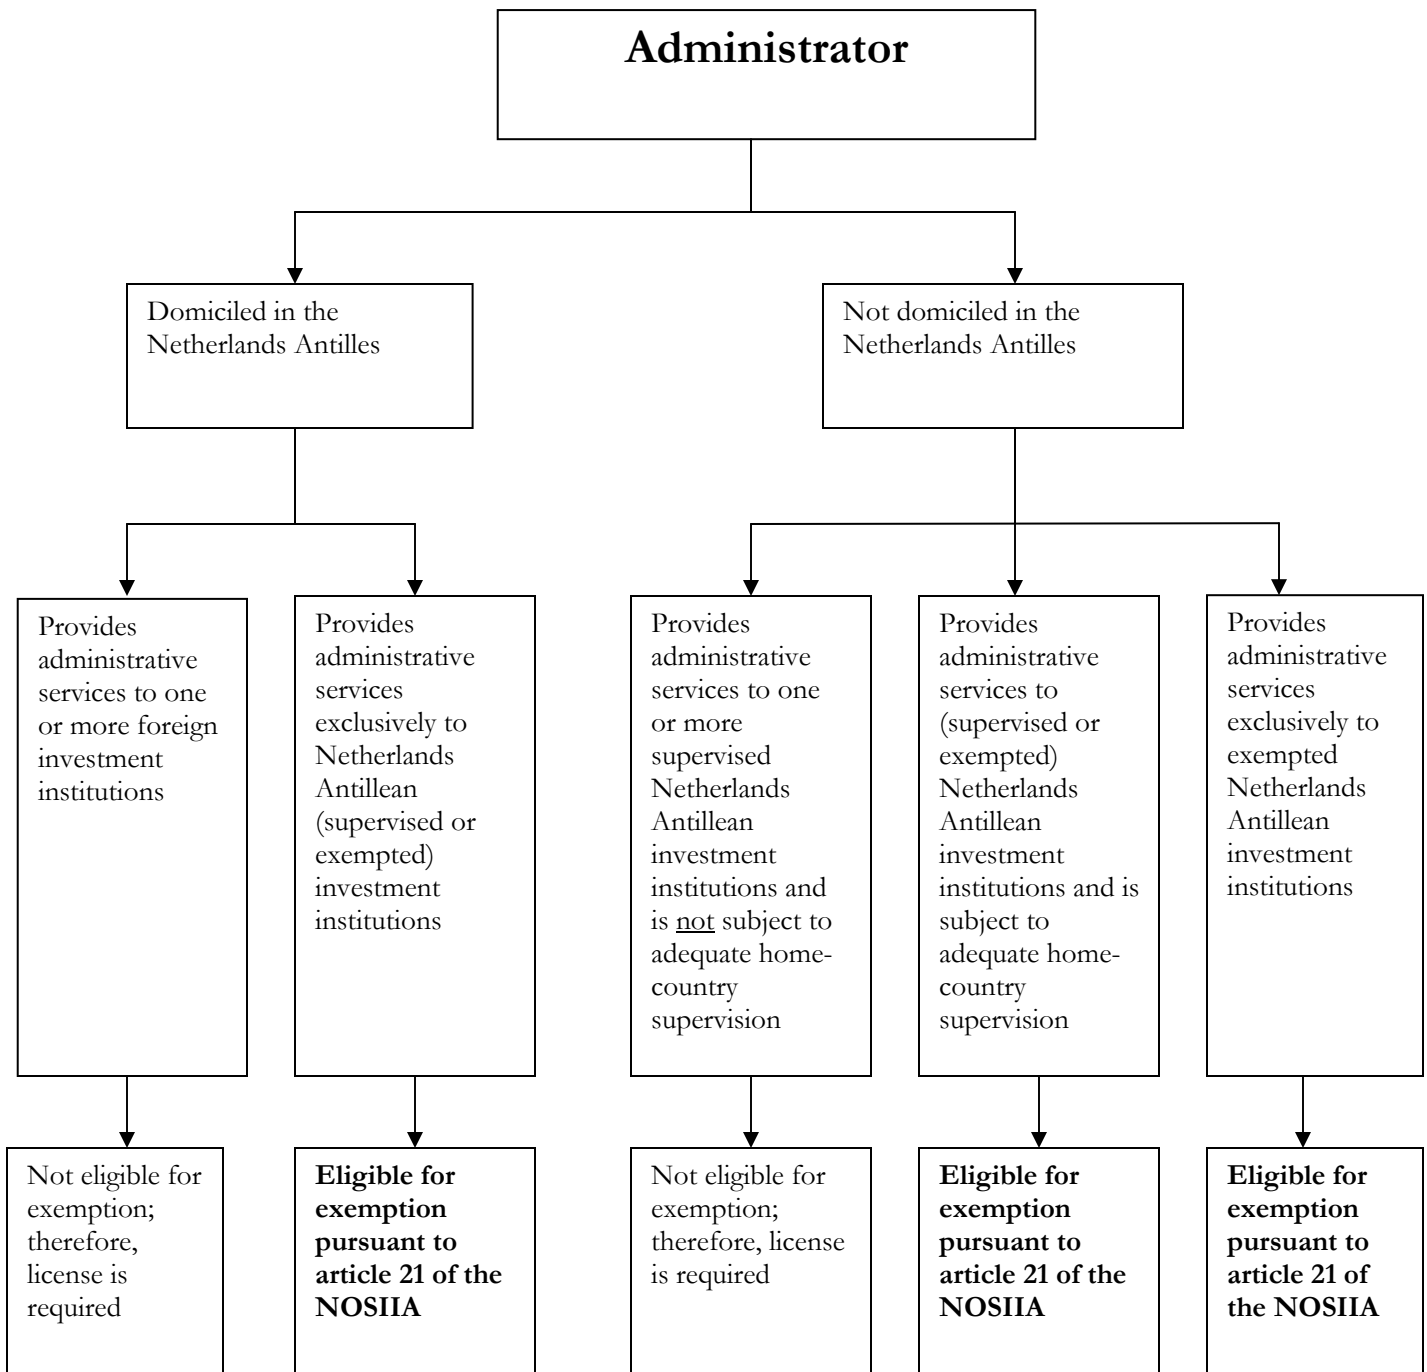 Administrator
Domiciled in the
Netherlands Antilles
Not domiciled in the
Netherlands Antilles
Provides
administrative
services to one
or more foreign
investment
institutions
Provides
administrative
services
exclusively to
Netherlands
Antillean
(supervised or
exempted)
investment
institutions
Provides
administrative
services to one
or more
supervised
Netherlands
Antillean
investment
institutions and
is not subject to
adequate home-
country
supervision
Provides
administrative
services to
(supervised or
exempted)
Netherlands
Antillean
investment
institutions and is
subject to
adequate home-
country
supervision
Provides
administrative
services
exclusively to
exempted
Netherlands
Antillean
investment
institutions
Not eligible for
exemption;
therefore,
license is
required
Eligible for
exemption
pursuant to
article 21 of the
NOSIIA
Not eligible for
exemption;
therefore, license
is required
Eligible for
exemption
pursuant to
article 21 of the
NOSIIA
Eligible for
exemption
pursuant to
article 21 of
the NOSIIA